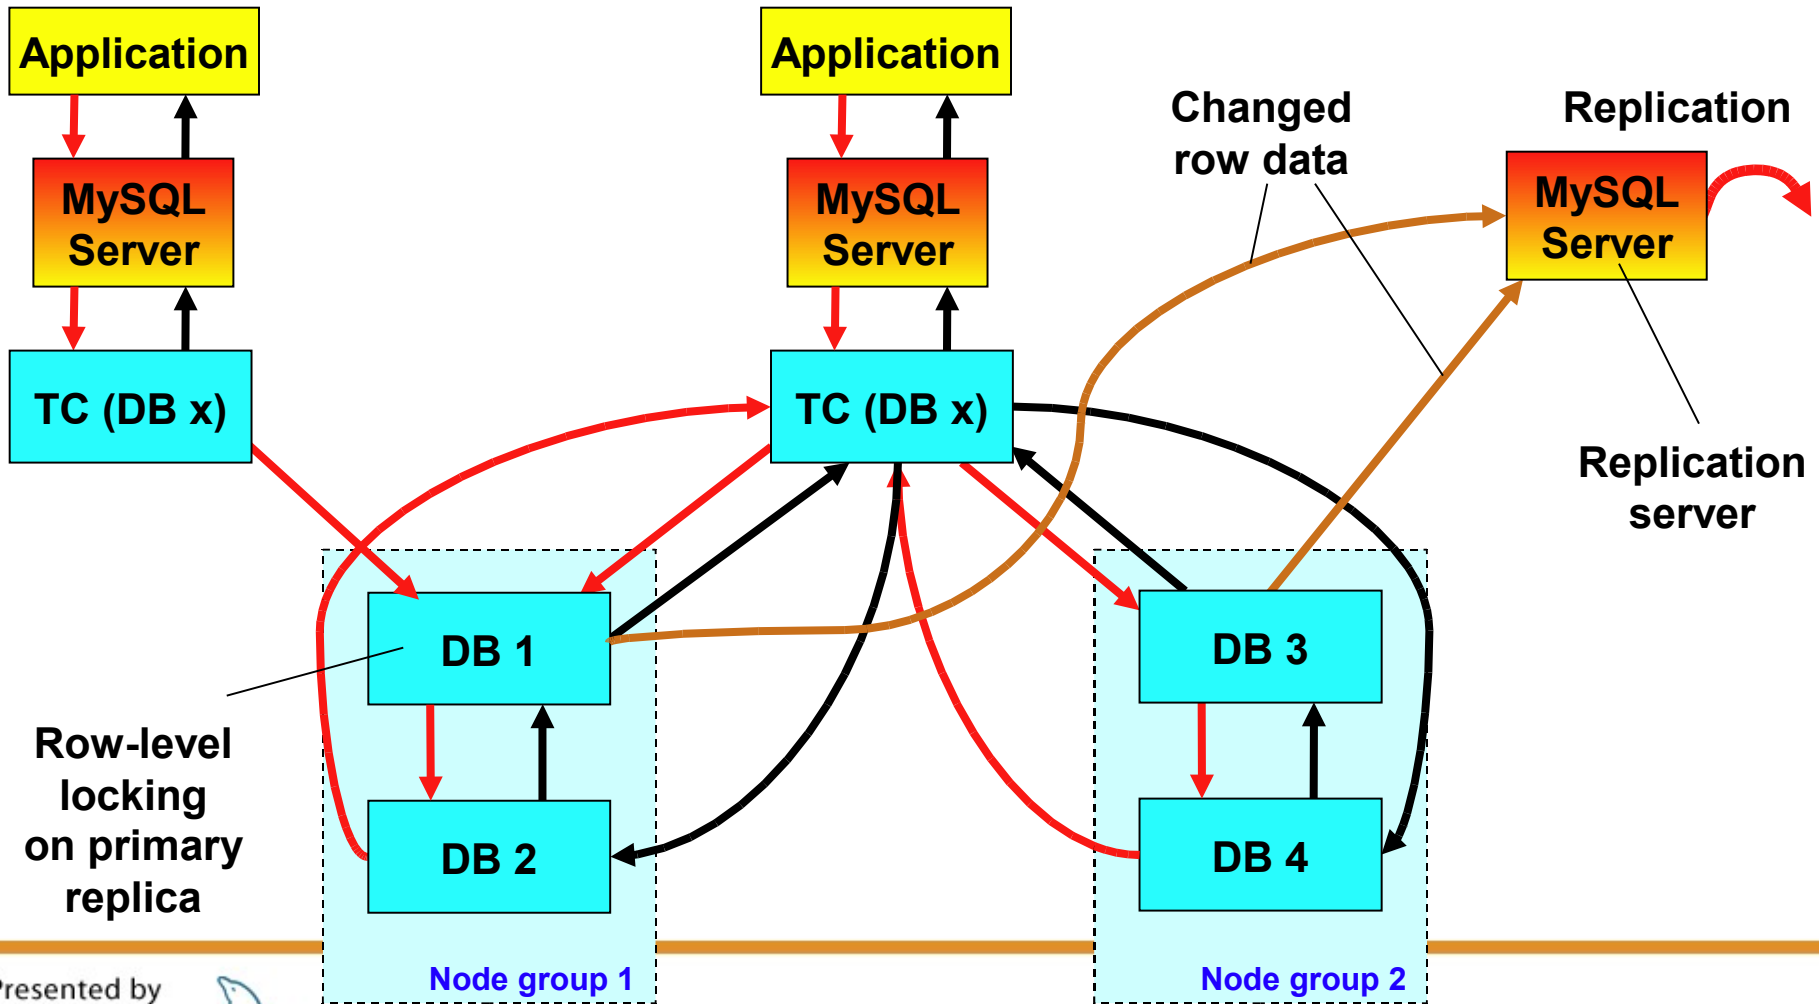 Application
Application
Changed
row data
Replication
MySQL
Server
MySQL
Server
MySQL
Server
TC (DB x)
TC (DB x)
Replication
server
DB 1
DB 3
Row-level
locking
on primary
replica
DB 2
DB 4
Node group 1
Node group 2
Presented by